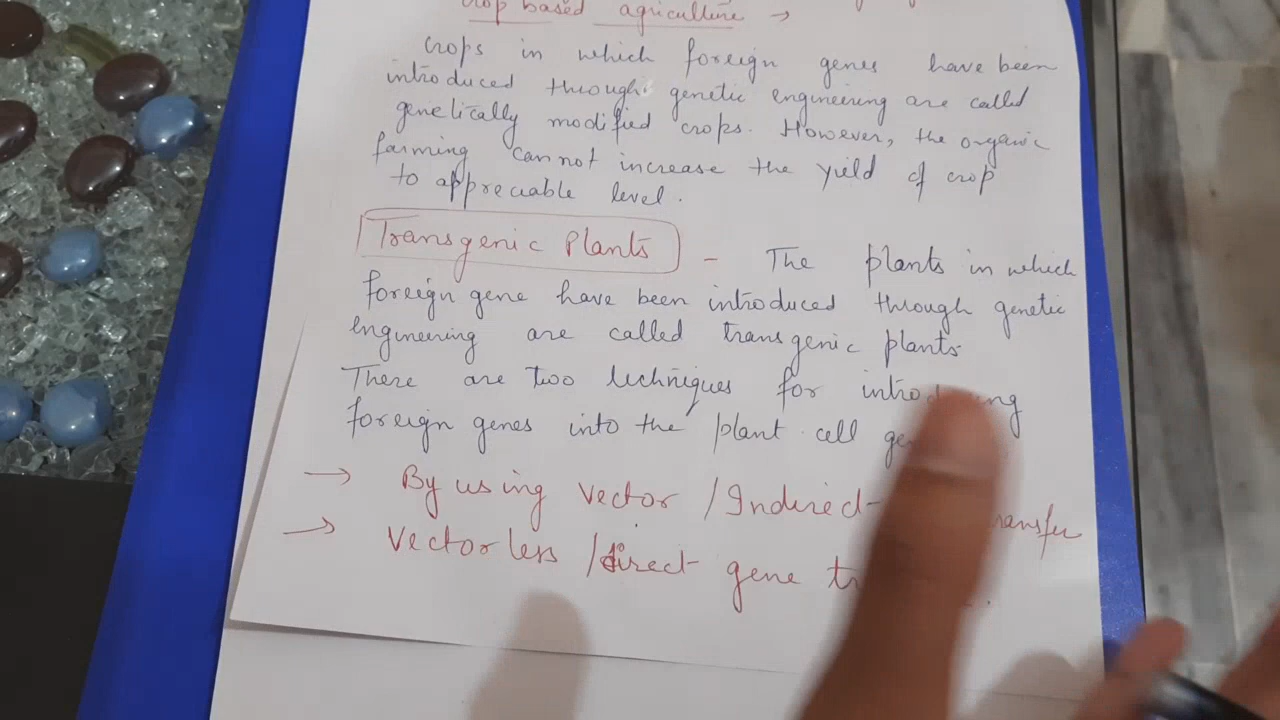 crop based agriculture →
crops in which foreign genes have been
introduced through genetic engineering are called
genetically modified crops. However, the organic
farming cannot increase the yield of crop
to appreciable level.
Transgenic Plants - The plants in which
foreign gene have been introduced through genetic
engineering are called transgenic plants.
There are two techniques for introducing
foreign genes into the plant cell
→ By using vector / Indirect transfer
→ Vectorless / direct gene